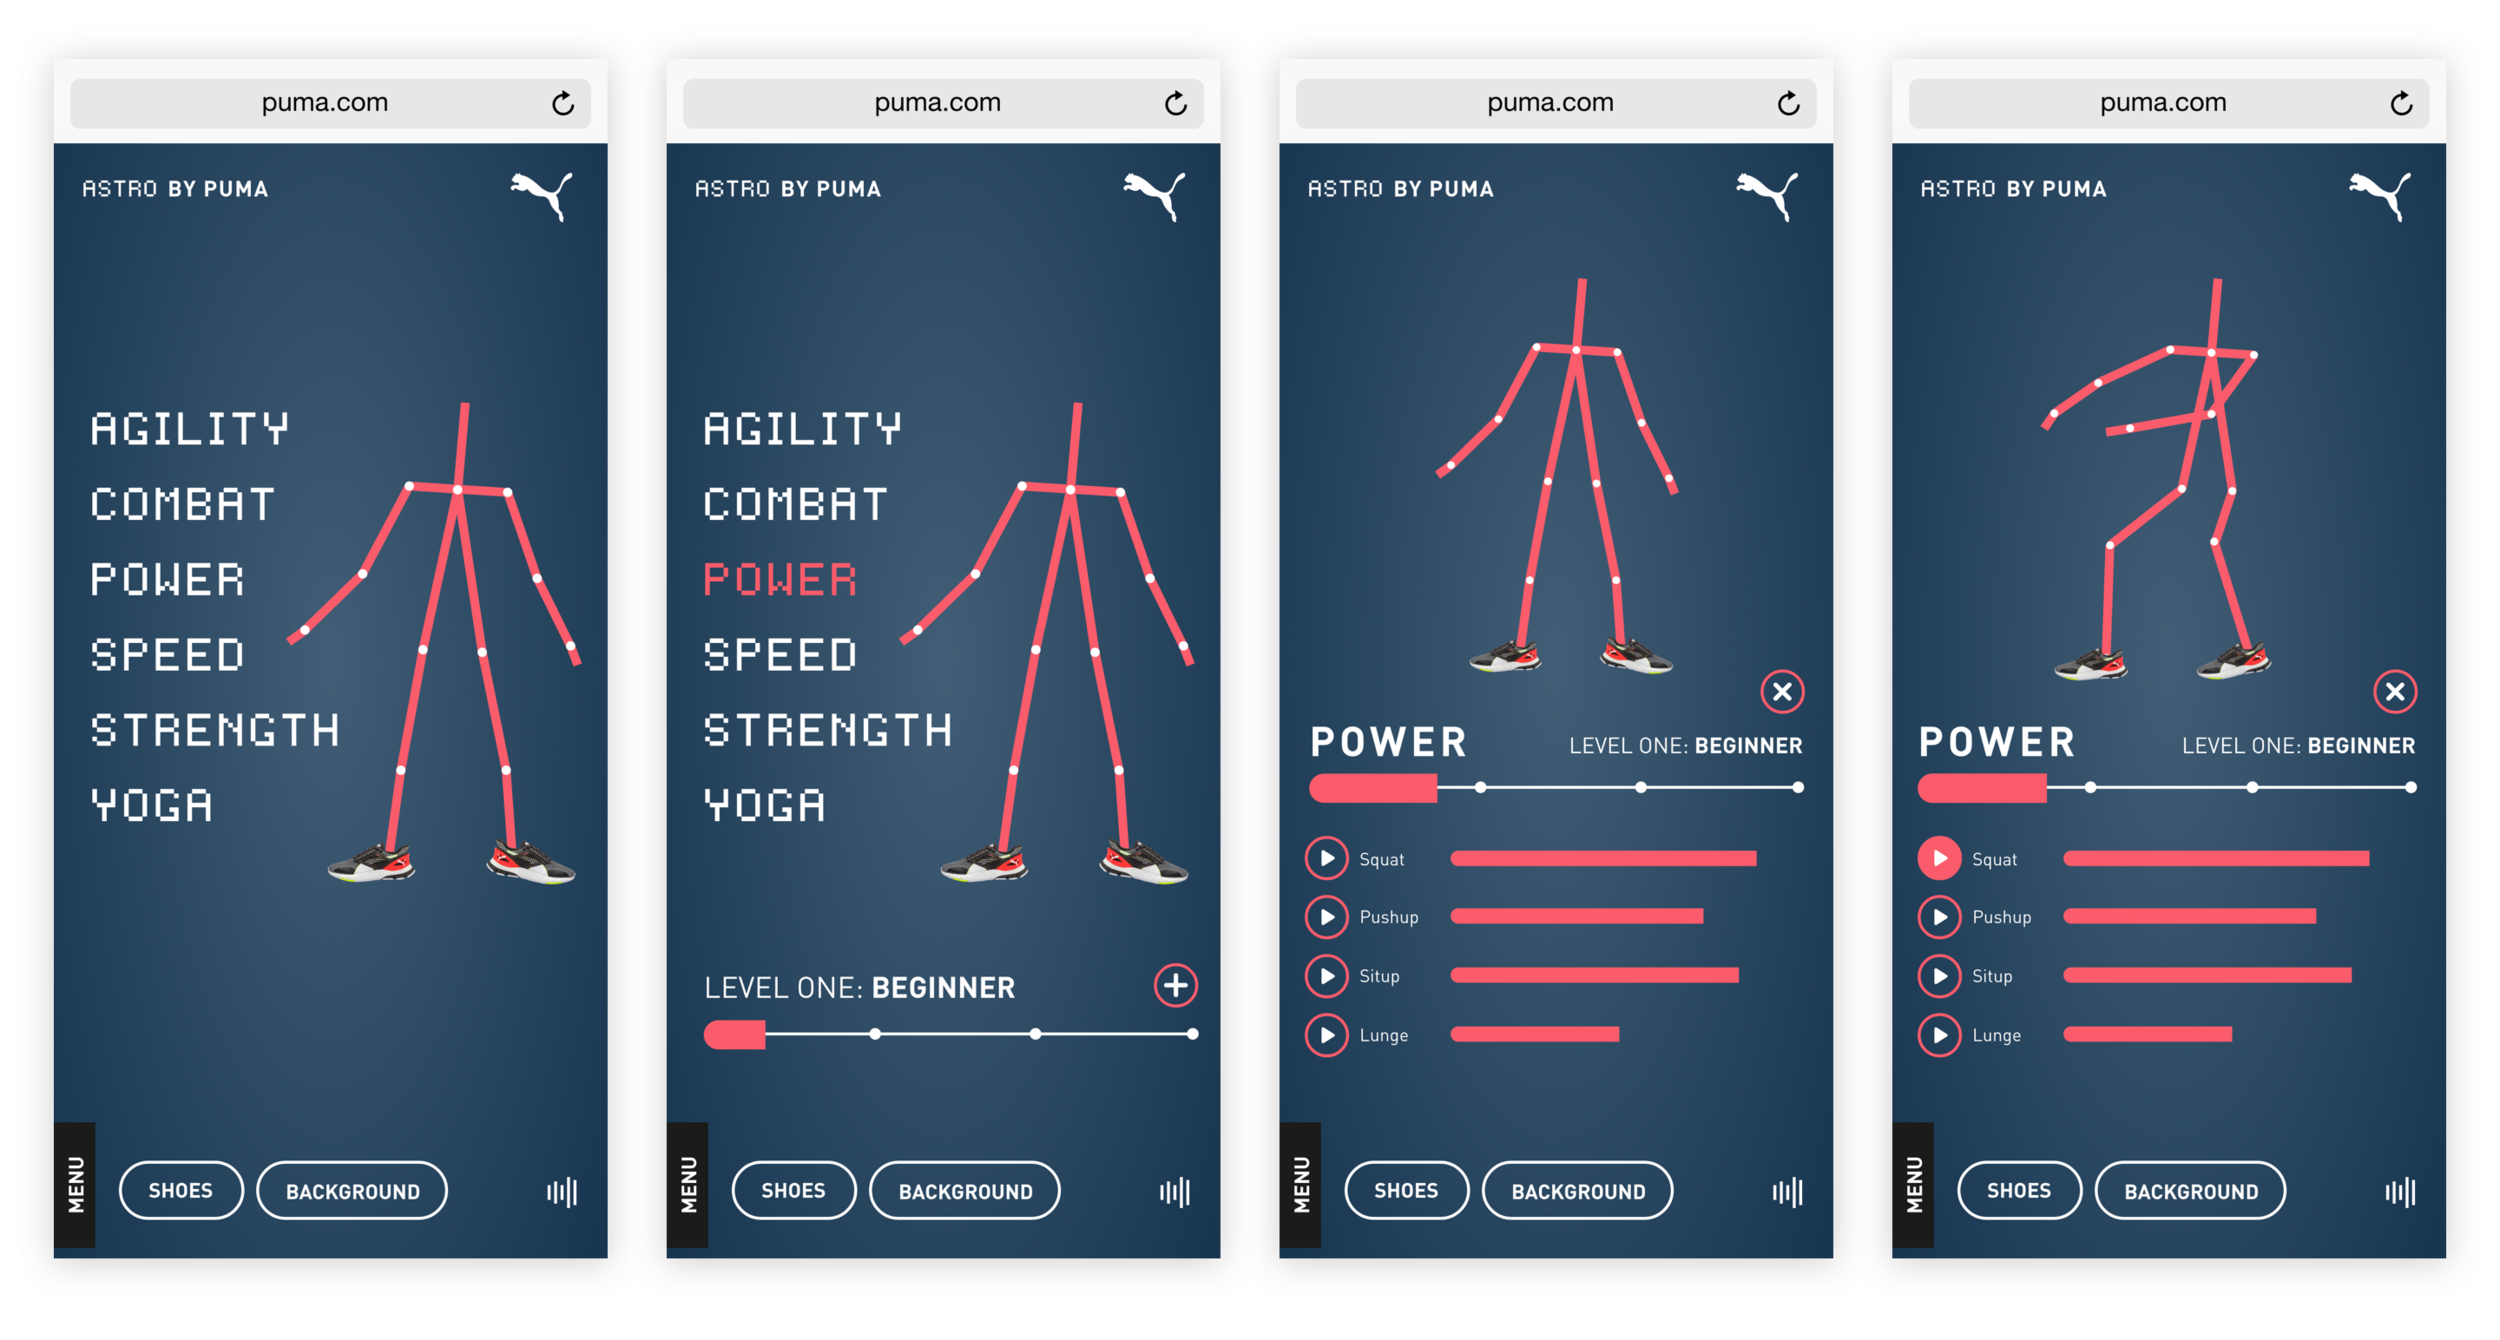 puma.com
ASTRO BY PUMA
AGILITY
COMBAT
POWER
SPEED
STRENGTH
YOGA
MENU
SHOES
BACKGROUND
puma.com
ASTRO BY PUMA
AGILITY
COMBAT
POWER
SPEED
STRENGTH
YOGA
LEVEL ONE: BEGINNER
MENU
SHOES
BACKGROUND
puma.com
ASTRO BY PUMA
POWER
LEVEL ONE: BEGINNER
Squat
Pushup
Situp
Lunge
MENU
SHOES
BACKGROUND
puma.com
ASTRO BY PUMA
POWER
LEVEL ONE: BEGINNER
Squat
Pushup
Situp
Lunge
MENU
SHOES
BACKGROUND